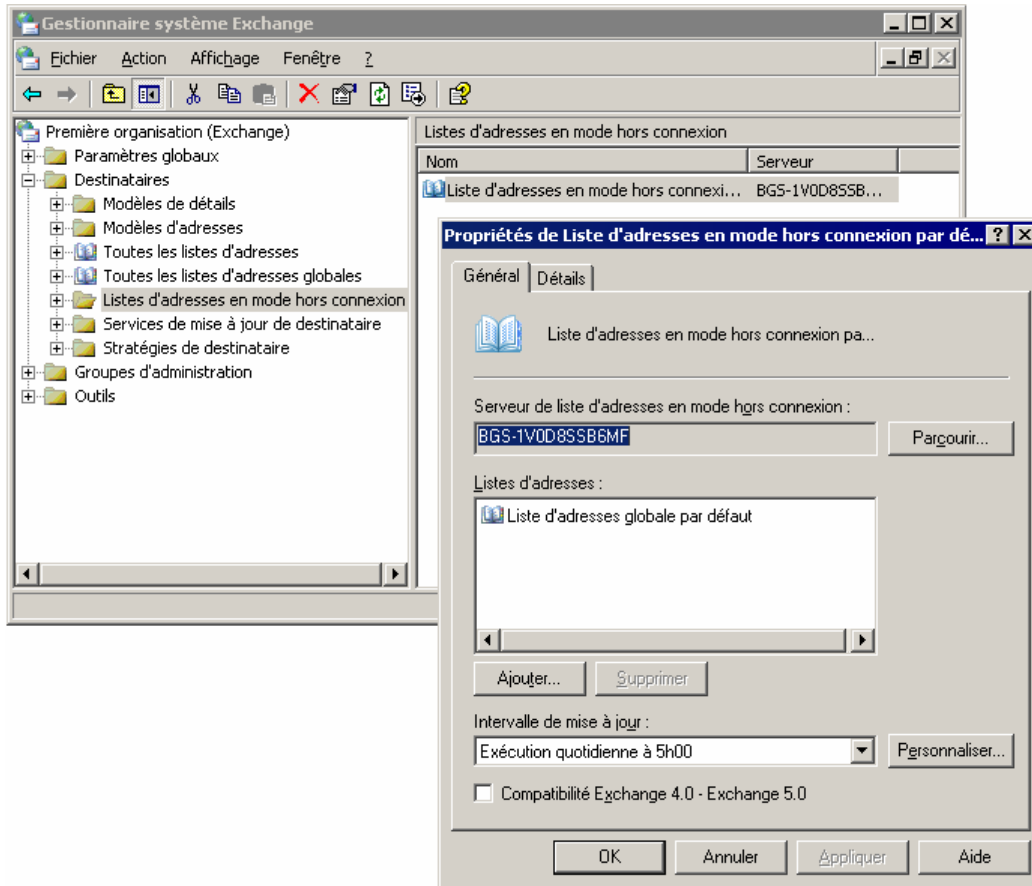 Gestionnaire système Exchange
Fichier Action Affichage Fenêtre ?
Première organisation (Exchange)
Paramètres globaux
Destinataires
Modèles de détails
Modèles d'adresses
Toutes les listes d'adresses
Toutes les listes d'adresses globales
Listes d'adresses en mode hors connexion
Services de mise à jour de destinataire
Stratégies de destinataire
Groupes d'administration
Outils
Listes d'adresses en mode hors connexion
Nom Serveur
Liste d'adresses en mode hors connexi... BGS-1V0D8SSB...
Propriétés de Liste d'adresses en mode hors connexion par dé...
Général Détails
Liste d'adresses en mode hors connexion pa...
Serveur de liste d'adresses en mode hors connexion :
BGS-1V0D8SSB6MF Parcourir...
Listes d'adresses :
Liste d'adresses globale par défaut
Ajouter... Supprimer
Intervalle de mise à jour :
Exécution quotidienne à 5h00 Personnaliser...
Compatibilité Exchange 4.0 - Exchange 5.0
OK Annuler Appliquer Aide